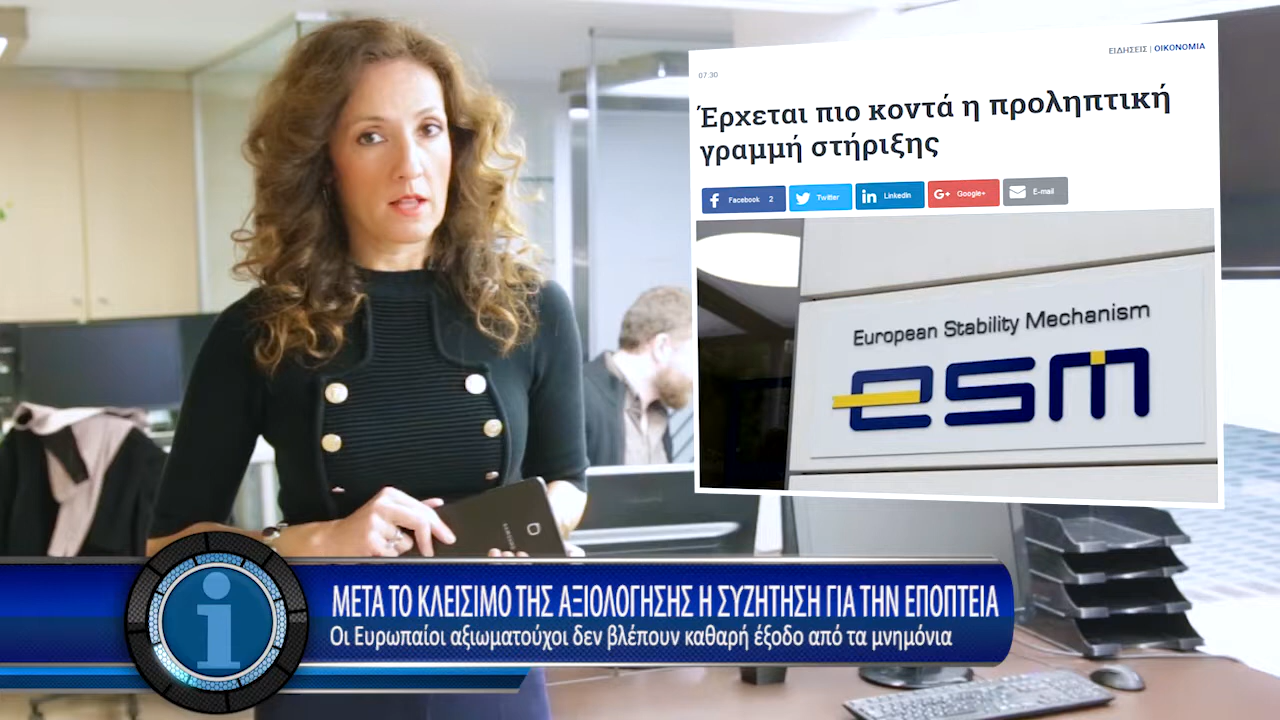 ΕΙΔΗΣΕΙΣ | ΟΙΚΟΝΟΜΙΑ
07:30
Έρχεται πιο κοντά η προληπτική
γραμμή στήριξης
Facebook 2 Twitter LinkedIn Google+ E-mail
European Stability Mechanism
esm
SAMSUNG
ΜΕΤΑ ΤΟ ΚΛΕΙΣΙΜΟ ΤΗΣ ΑΞΙΟΛΟΓΗΣΗΣ Η ΣΥΖΗΤΗΣΗ ΓΙΑ ΤΗΝ ΕΠΟΠΤΕΙΑ
Οι Ευρωπαίοι αξιωματούχοι δεν βλέπουν καθαρή έξοδο από τα μνημόνια